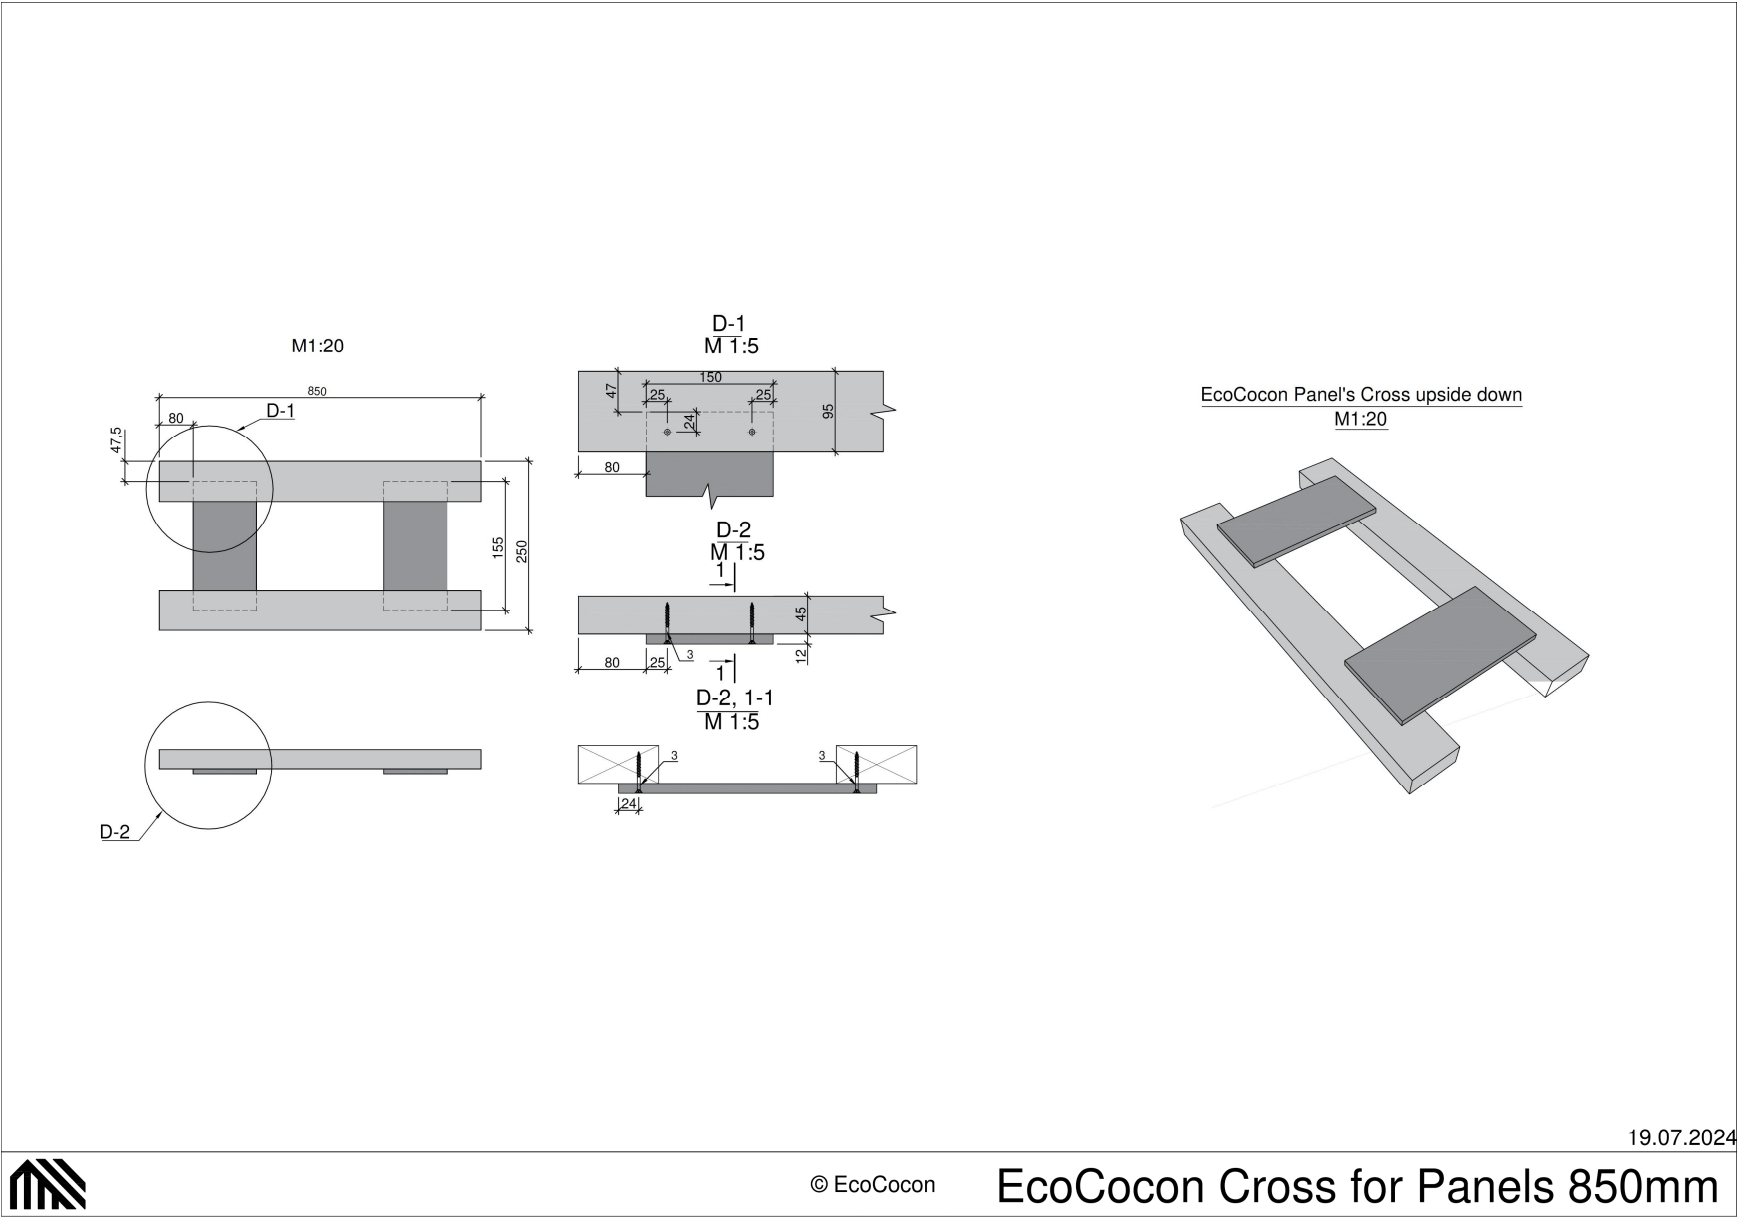 M1:20
850
80
D-1
47,5
155
250
D-2
D-1
M 1:5
150
47
25
25
24
95
80
D-2
M 1:5
1
45
3
80
25
12
1
D-2, 1-1
M 1:5
3
3
24
EcoCocon Panel's Cross upside down
M1:20
19.07.2024
© EcoCocon
EcoCocon Cross for Panels 850mm